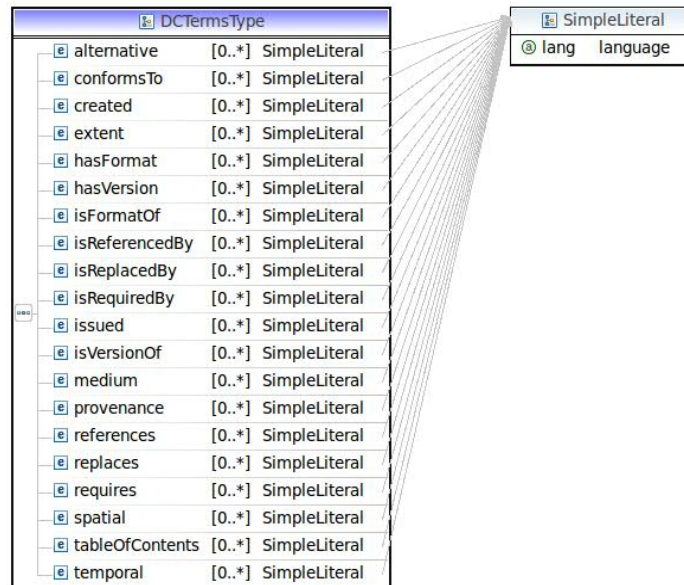 DCTermsType
SimpleLiteral
a lang language
e alternative [0..*] SimpleLiteral
e conformsTo [0..*] SimpleLiteral
e created [0..*] SimpleLiteral
e extent [0..*] SimpleLiteral
e hasFormat [0..*] SimpleLiteral
e hasVersion [0..*] SimpleLiteral
e isFormatOf [0..*] SimpleLiteral
e isReferencedBy [0..*] SimpleLiteral
e isReplacedBy [0..*] SimpleLiteral
e isRequiredBy [0..*] SimpleLiteral
e issued [0..*] SimpleLiteral
e isVersionOf [0..*] SimpleLiteral
e medium [0..*] SimpleLiteral
e provenance [0..*] SimpleLiteral
e references [0..*] SimpleLiteral
e replaces [0..*] SimpleLiteral
e requires [0..*] SimpleLiteral
e spatial [0..*] SimpleLiteral
e tableOfContents [0..*] SimpleLiteral
e temporal [0..*] SimpleLiteral